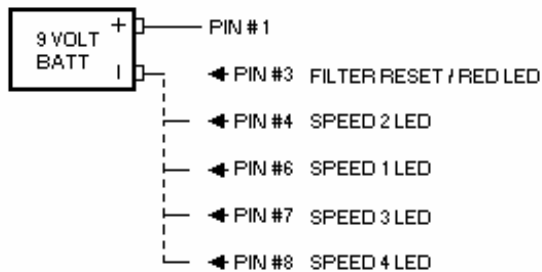 9 VOLT +
BATT -
PIN #1
PIN #3 FILTER RESET / RED LED
PIN #4 SPEED 2 LED
PIN #6 SPEED 1 LED
PIN #7 SPEED 3 LED
PIN #8 SPEED 4 LED